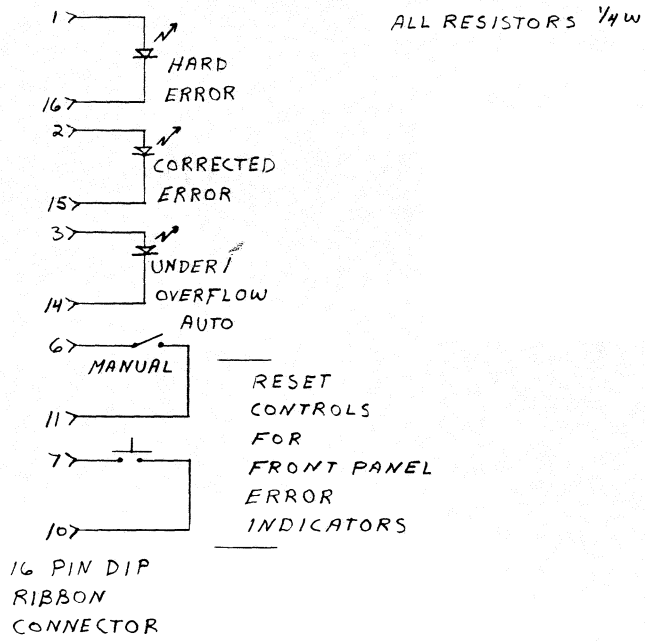 1
ALL RESISTORS 1/4 W
HARD
ERROR
16
2
CORRECTED
ERROR
15
3
UNDER/
OVERFLOW
14
AUTO
6
MANUAL
RESET
CONTROLS
FOR
FRONT PANEL
ERROR
INDICATORS
11
7
10
16 PIN DIP
RIBBON
CONNECTOR